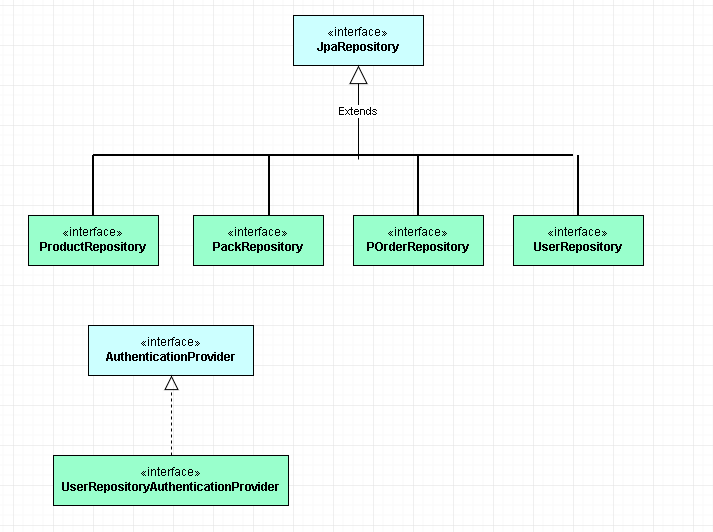 «interface»
JpaRepository
Extends
«interface»
ProductRepository
«interface»
PackRepository
«interface»
POrderRepository
«interface»
UserRepository
«interface»
AuthenticationProvider
«interface»
UserRepositoryAuthenticationProvider